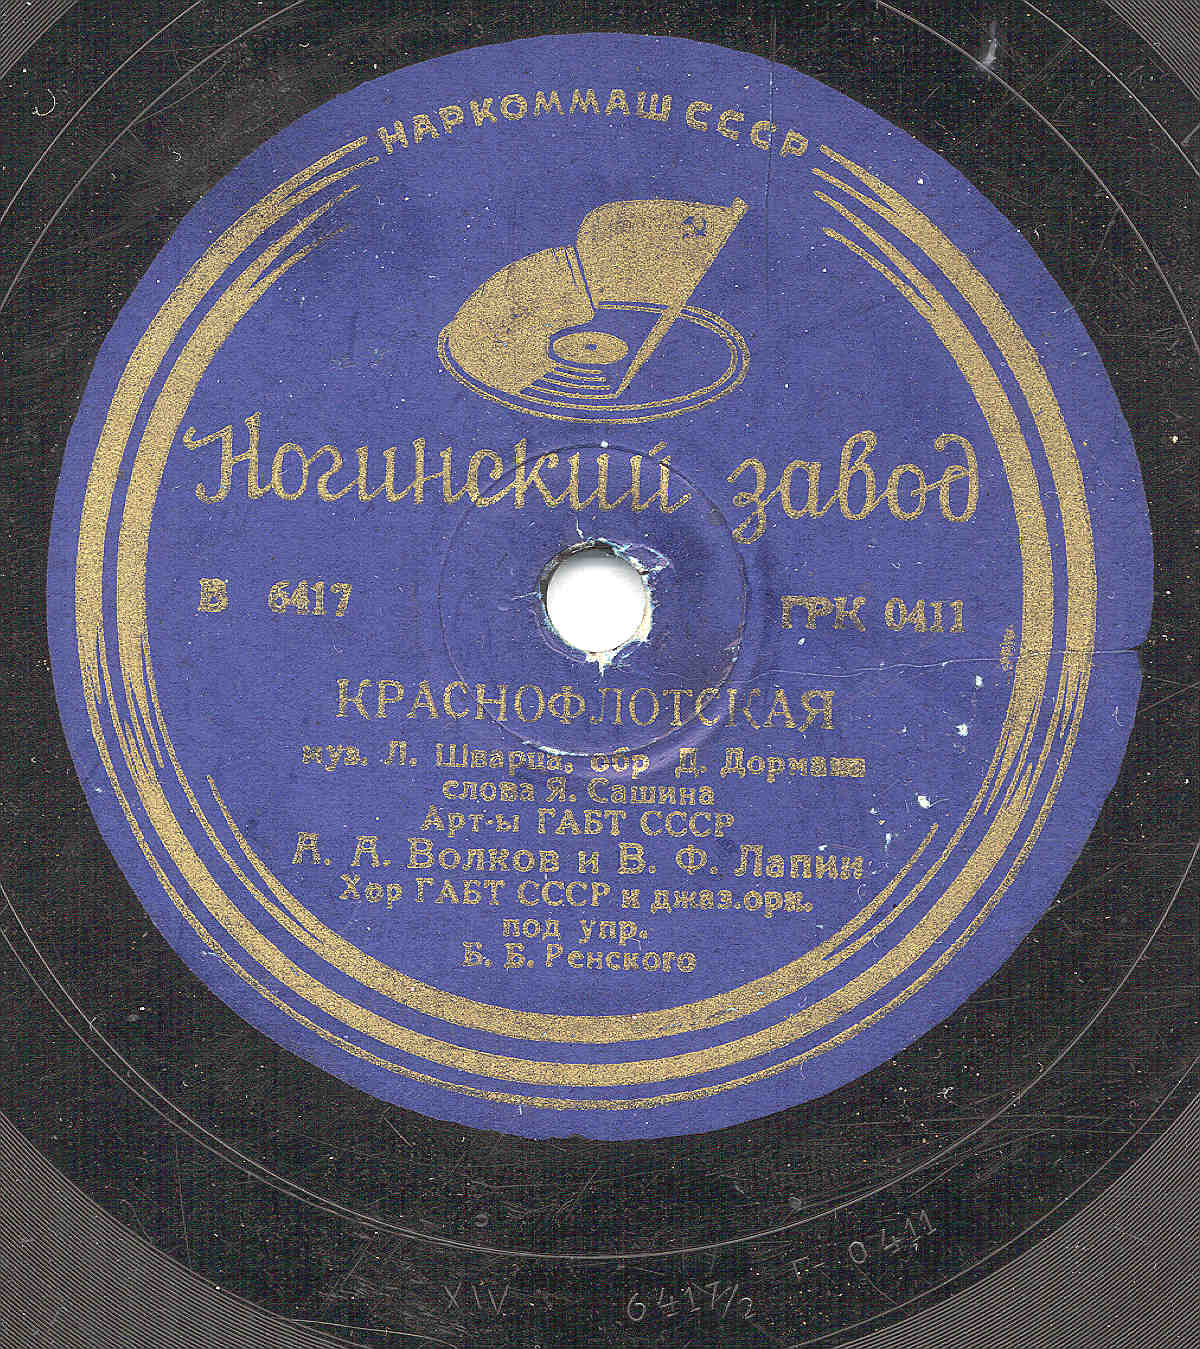 НАРКОММАШ СССР
Ногинский завод
В 6417 ГРК 0411
КРАСНОФЛОТСКАЯ
муз. Л. Шварца, обр Д. Дормана
слова Я. Сашина
Арт-ы ГАБТ СССР
А. А. Волков и В. Ф. Лапин
Хор ГАБТ СССР и джаз.орк.
под упр.
Б. Б. Ренского
XIV 6417/2 Г-0411